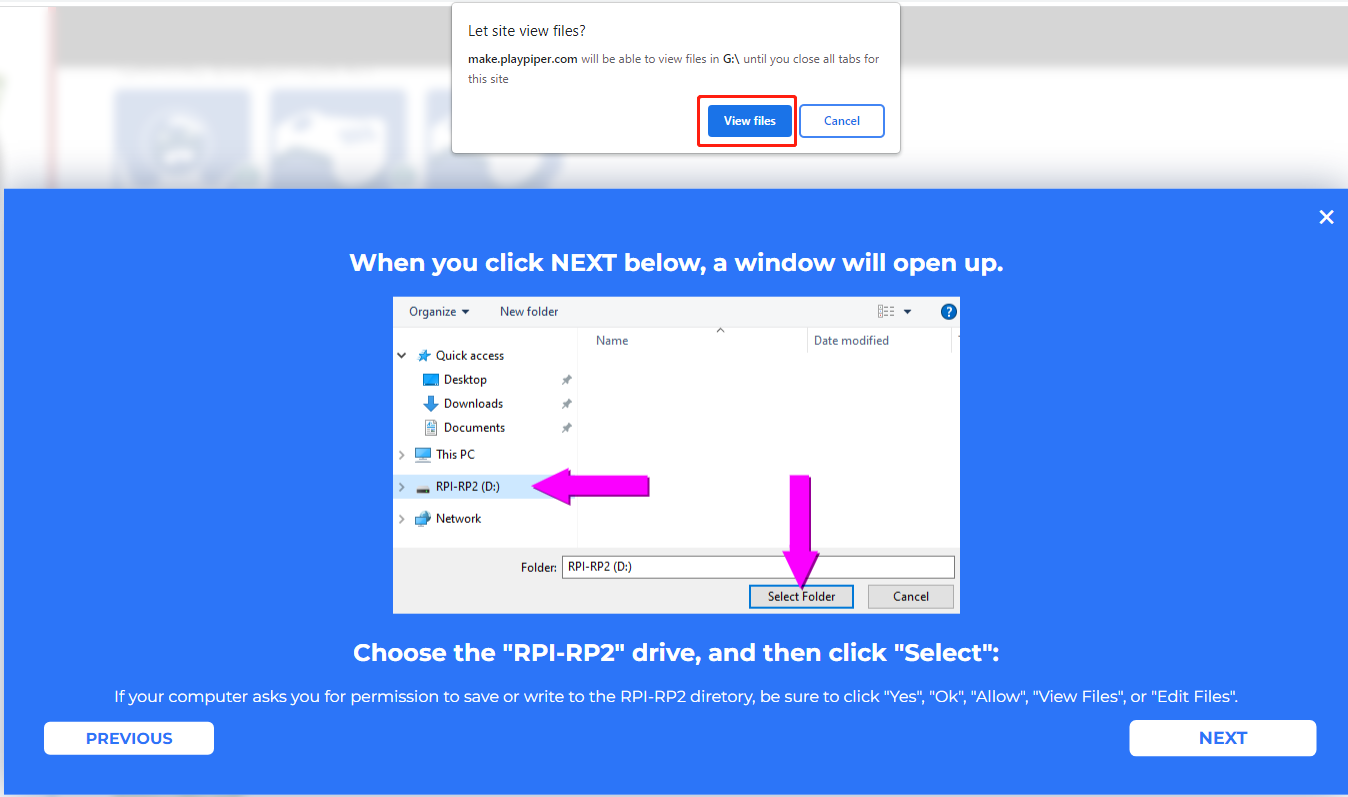 Let site view files?
make.playpiper.com will be able to view files in G:\ until you close all tabs for
this site
View files
Cancel
When you click NEXT below, a window will open up.
Organize
New folder
?
Name
Date modified
Quick access
Desktop
Downloads
Documents
This PC
RPI-RP2 (D:)
Network
Folder: RPI-RP2 (D:)
Select Folder
Cancel
Choose the "RPI-RP2" drive, and then click "Select":
If your computer asks you for permission to save or write to the RPI-RP2 diretory, be sure to click "Yes", "Ok", "Allow", "View Files", or "Edit Files".
PREVIOUS
NEXT